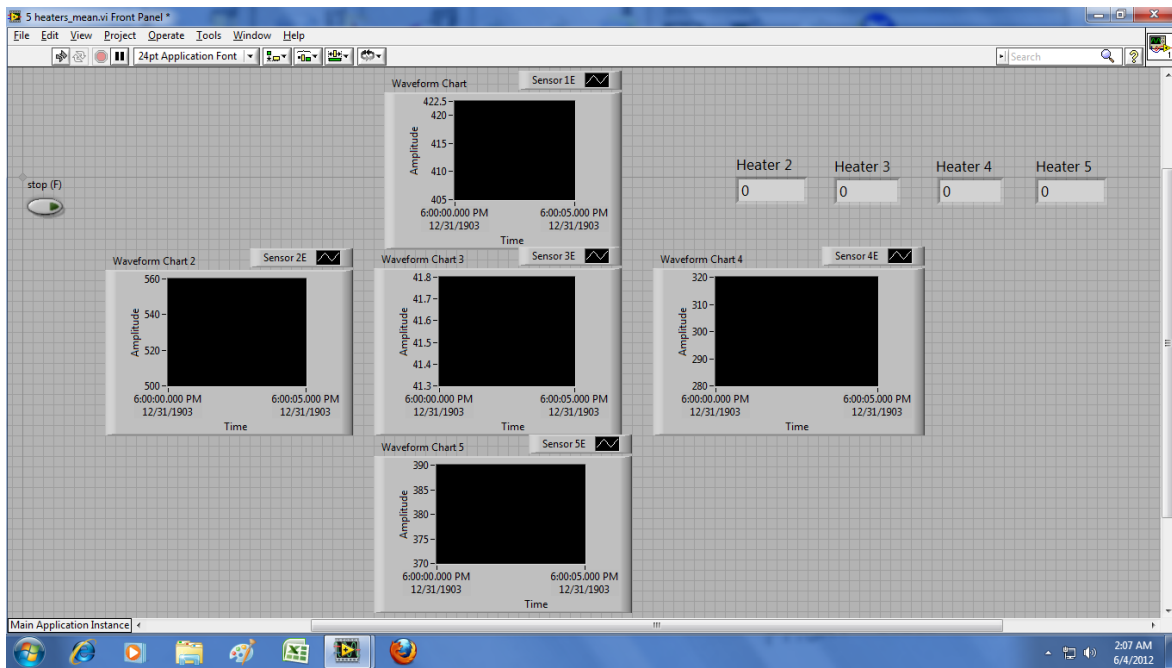 5 heaters_mean.vi Front Panel *
File Edit View Project Operate Tools Window Help
24pt Application Font
Search
1
Waveform Chart
Sensor 1E
422.5
420
415
410
405
Amplitude
6:00:00.000 PM
12/31/1903
6:00:05.000 PM
12/31/1903
Time
Heater 2
0
Heater 3
0
Heater 4
0
Heater 5
0
stop (F)
Waveform Chart 2
Sensor 2E
560
540
520
500
Amplitude
6:00:00.000 PM
12/31/1903
6:00:05.000 PM
12/31/1903
Time
Waveform Chart 3
Sensor 3E
41.8
41.7
41.6
41.5
41.4
41.3
Amplitude
6:00:00.000 PM
12/31/1903
6:00:05.000 PM
12/31/1903
Time
Waveform Chart 4
Sensor 4E
320
310
300
290
280
Amplitude
6:00:00.000 PM
12/31/1903
6:00:05.000 PM
12/31/1903
Time
Waveform Chart 5
Sensor 5E
390
385
380
375
370
Amplitude
6:00:00.000 PM
12/31/1903
6:00:05.000 PM
12/31/1903
Time
Main Application Instance
2:07 AM
6/4/2012